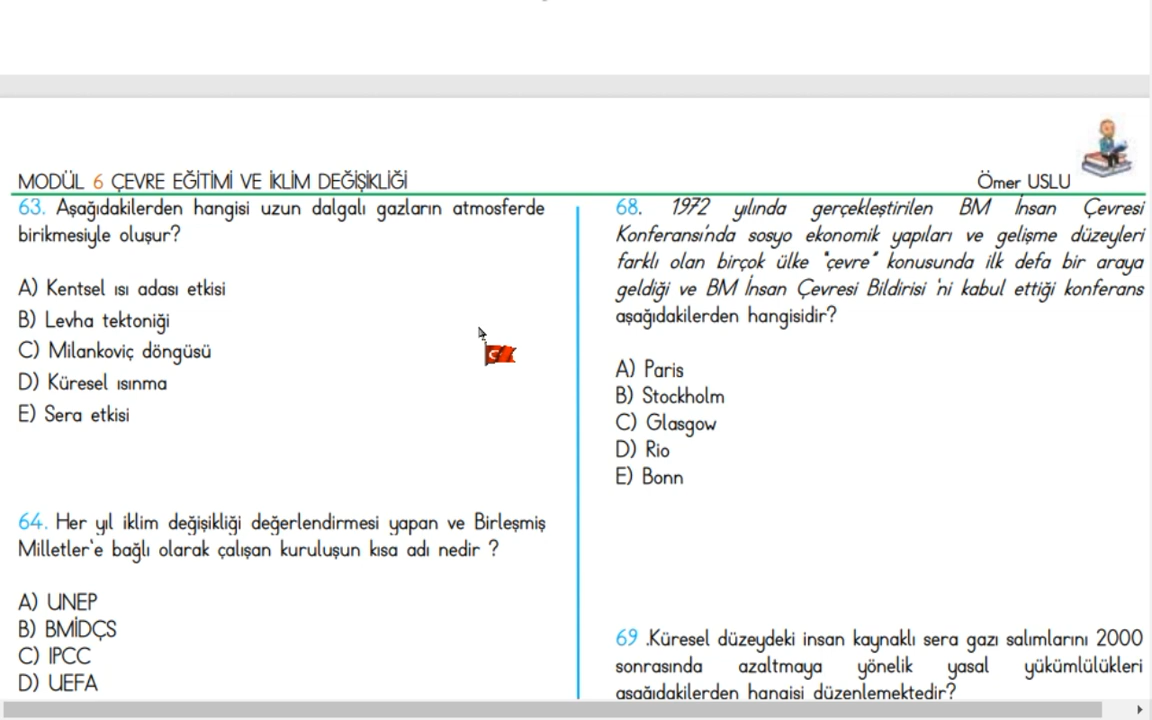 MODÜL 6 ÇEVRE EĞİTİMİ VE İKLİM DEĞİŞİKLİĞİ
Ömer USLU
63. Aşağıdakilerden hangisi uzun dalgalı gazların atmosferde
birikmesiyle oluşur?
A) Kentsel ısı adası etkisi
B) Levha tektoniği
C) Milankoviç döngüsü
D) Küresel ısınma
E) Sera etkisi
64. Her yıl iklim değişikliği değerlendirmesi yapan ve Birleşmiş
Milletler'e bağlı olarak çalışan kuruluşun kısa adı nedir ?
A) UNEP
B) BMİDÇS
C) IPCC
D) UEFA
68. 1972 yılında gerçekleştirilen BM İnsan Çevresi
Konferansı'nda sosyo ekonomik yapıları ve gelişme düzeyleri
farklı olan birçok ülke "çevre" konusunda ilk defa bir araya
geldiği ve BM İnsan Çevresi Bildirisi 'ni kabul ettiği konferans
aşağıdakilerden hangisidir?
A) Paris
B) Stockholm
C) Glasgow
D) Rio
E) Bonn
69 .Küresel düzeydeki insan kaynaklı sera gazı salımlarını 2000
sonrasında azaltmaya yönelik yasal yükümlülükleri
aşağıdakilerden hangisi düzenlemektedir?